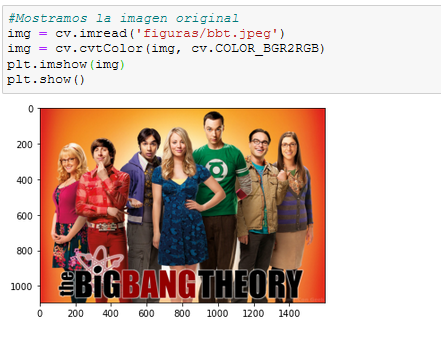 #Mostramos la imagen original
img = cv.imread('figuras/bbt.jpeg')
img = cv.cvtColor(img, cv.COLOR_BGR2RGB)
plt.imshow(img)
plt.show()
0
200
400
600
800
1000
the BIG BANG THEORY
0 200 400 600 800 1000 1200 1400